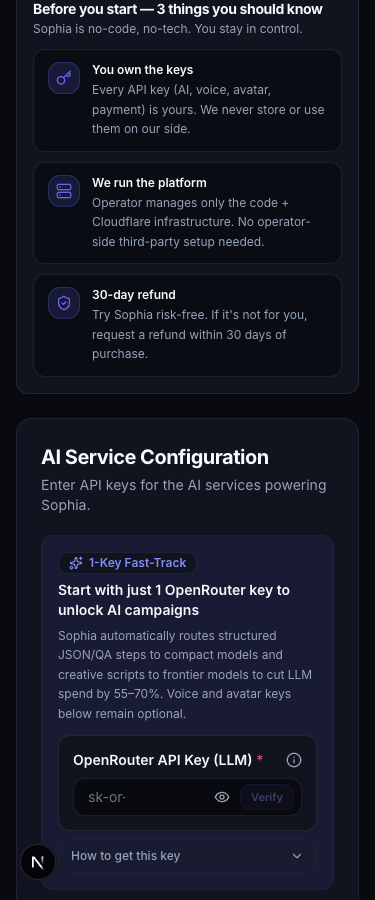 Before you start — 3 things you should know
Sophia is no-code, no-tech. You stay in control.
You own the keys
Every API key (AI, voice, avatar,
payment) is yours. We never store or use
them on our side.
We run the platform
Operator manages only the code +
Cloudflare infrastructure. No operator-
side third-party setup needed.
30-day refund
Try Sophia risk-free. If it's not for you,
request a refund within 30 days of
purchase.
AI Service Configuration
Enter API keys for the AI services powering
Sophia.
1-Key Fast-Track
Start with just 1 OpenRouter key to
unlock AI campaigns
Sophia automatically routes structured
JSON/QA steps to compact models and
creative scripts to frontier models to cut LLM
spend by 55–70%. Voice and avatar keys
below remain optional.
OpenRouter API Key (LLM) *
sk-or-
Verify
How to get this key
N